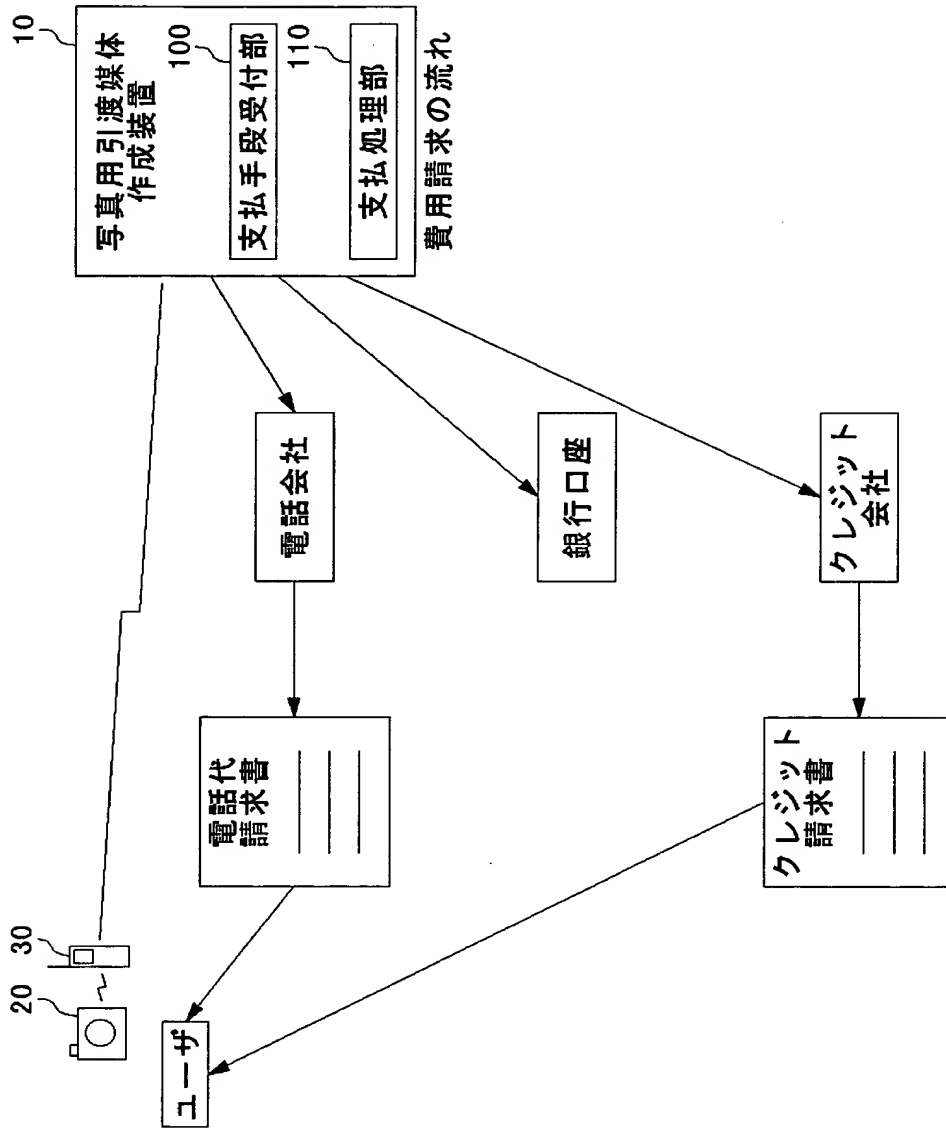 10
写真用引渡媒体
作成装置
100
支払手段受付部
110
支払処理部
費用請求の流れ
電話会社
銀行口座
クレジット
会社
電話代
請求書
クレジット
請求書
30
20
ユーザ